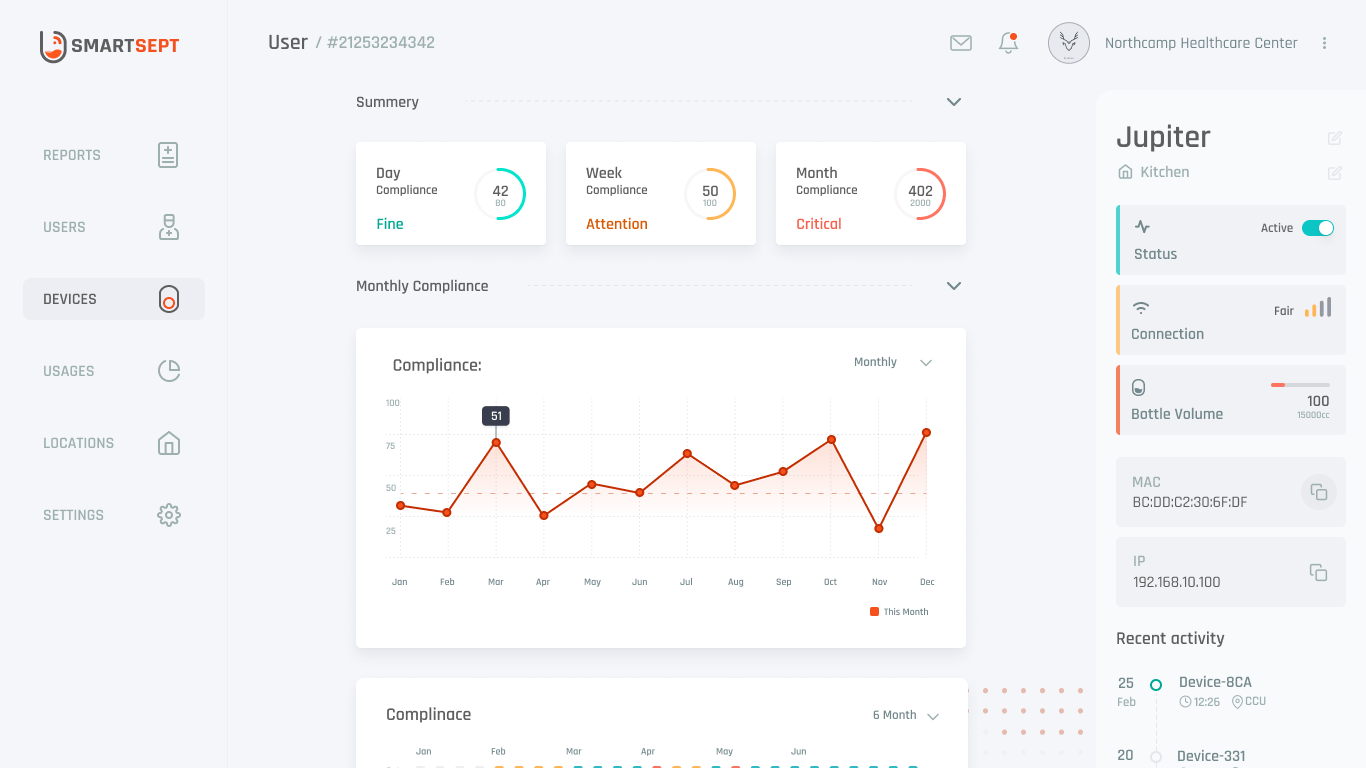 SMARTSEPT
User / #21253234342
Northcamp Healthcare Center
REPORTS
USERS
DEVICES
USAGES
LOCATIONS
SETTINGS
Summery
Day
Compliance
Fine
42
80
Week
Compliance
Attention
50
100
Month
Compliance
Critical
402
2000
Monthly Compliance
Compliance:
Monthly
100
75
50
25
51
Jan Feb Mar Apr May Jun Jul Aug Sep Oct Nov Dec
This Month
Complinace
6 Month
Jan Feb Mar Apr May Jun
Jupiter
Kitchen
Active
Status
Fair
Connection
100
Bottle Volume
15000cc
MAC
BC:DD:C2:30:6F:DF
IP
192.168.10.100
Recent activity
25 Device-8CA
Feb 12:26 CCU
20 Device-331